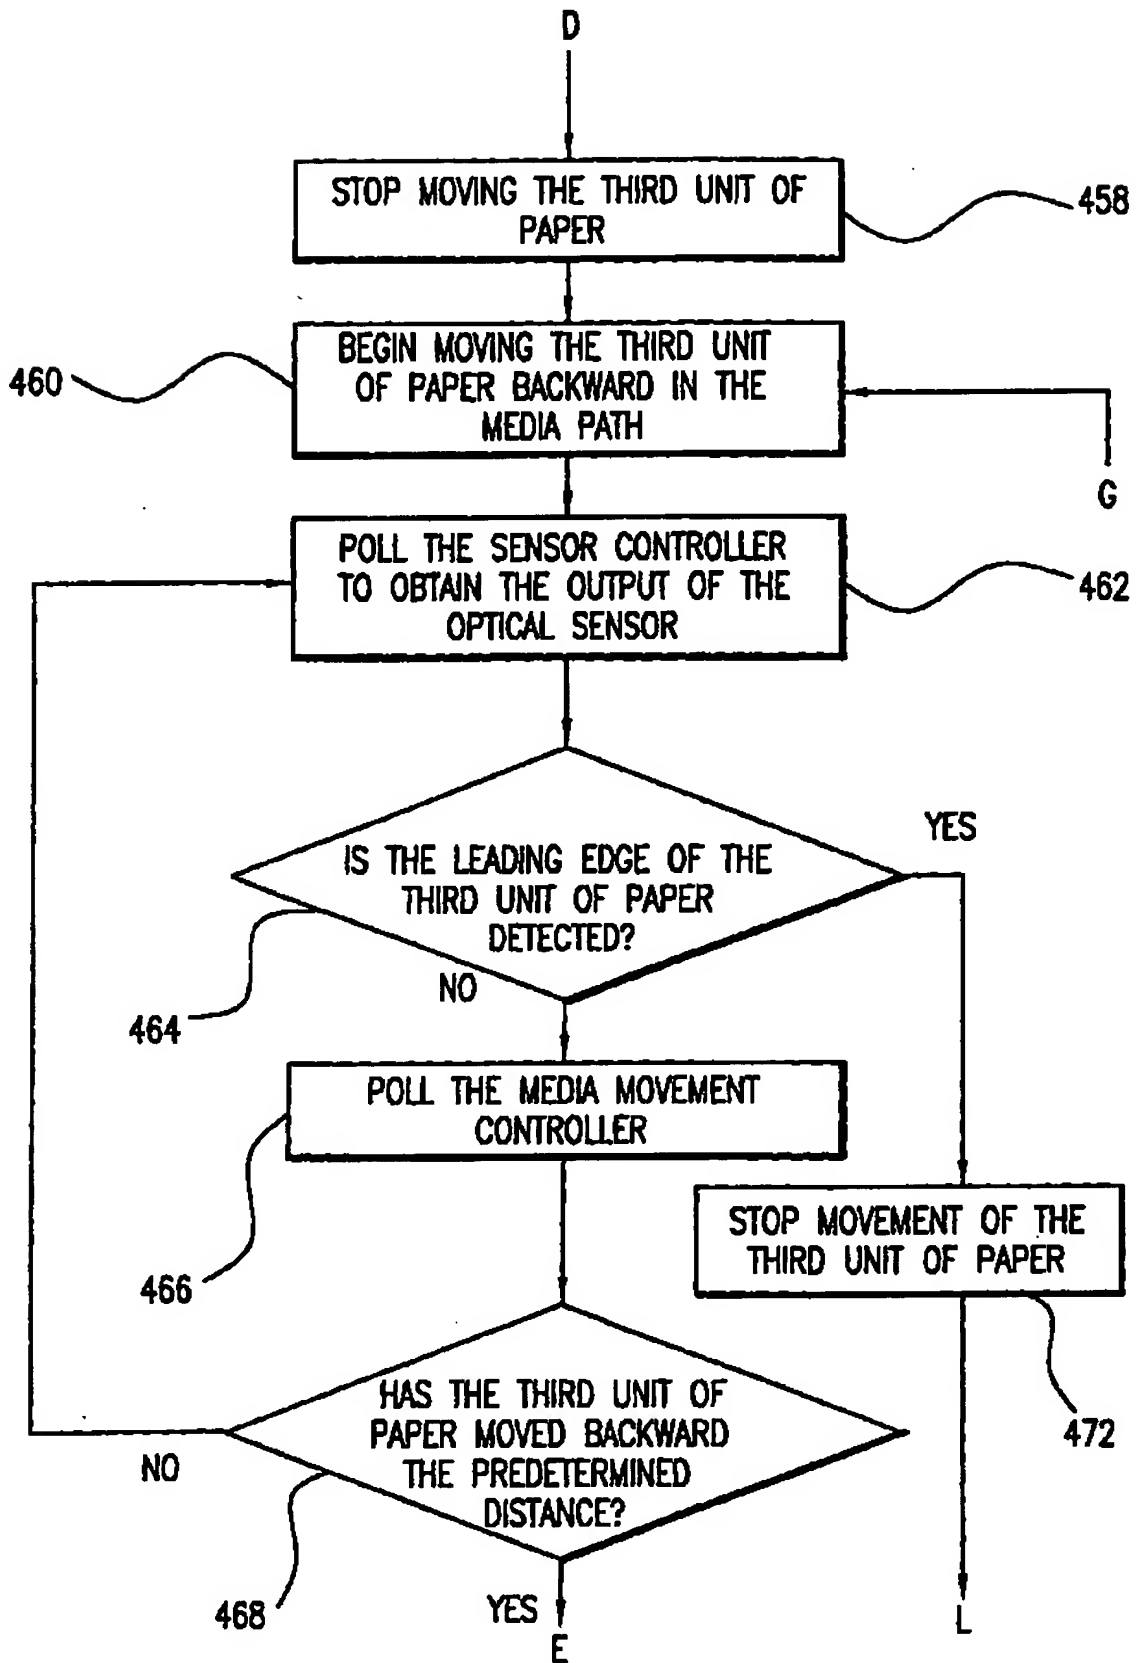 D
STOP MOVING THE THIRD UNIT OF
PAPER
458
BEGIN MOVING THE THIRD UNIT
OF PAPER BACKWARD IN THE
MEDIA PATH
460
G
POLL THE SENSOR CONTROLLER
TO OBTAIN THE OUTPUT OF THE
OPTICAL SENSOR
462
YES
IS THE LEADING EDGE OF THE
THIRD UNIT OF PAPER
DETECTED?
NO
464
POLL THE MEDIA MOVEMENT
CONTROLLER
466
STOP MOVEMENT OF THE
THIRD UNIT OF PAPER
472
HAS THE THIRD UNIT OF
PAPER MOVED BACKWARD
THE PREDETERMINED
DISTANCE?
NO
468
YES
E
L